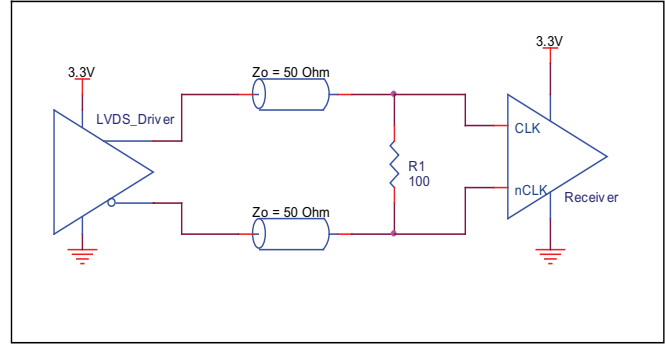 3.3V
3.3V
Zo = 50 Ohm
LVDS_Driver
CLK
R1
100
nCLK
Receiver
Zo = 50 Ohm